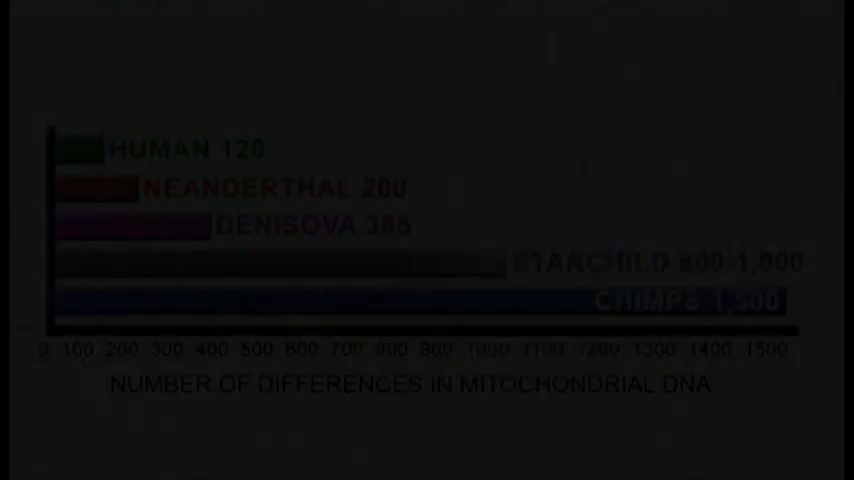 HUMAN 120
NEANDERTHAL 200
DENISOVA 385
STARCHILD 800-1,000
CHIMPS 1,500
0 100 200 300 400 500 600 700 800 900 1000 1100 1200 1300 1400 1500
NUMBER OF DIFFERENCES IN MITOCHONDRIAL DNA